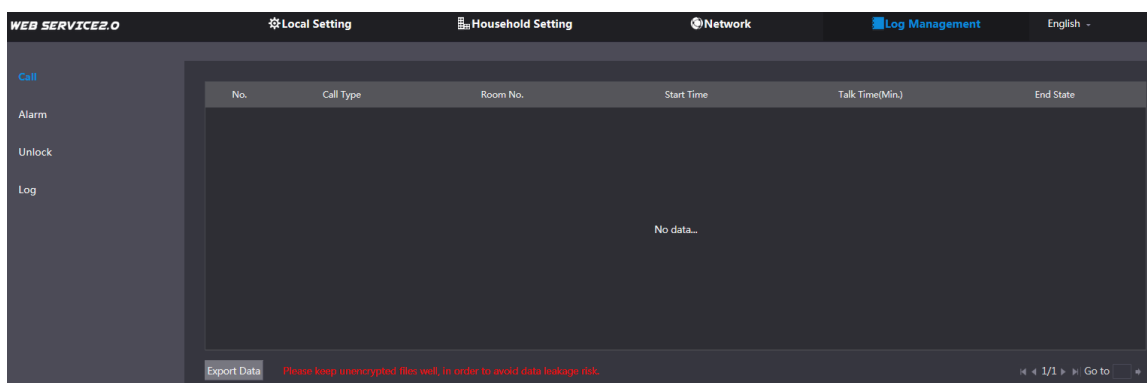 WEB SERVICE2.0 Local Setting Household Setting Network Log Management English
Call
No. Call Type Room No. Start Time Talk Time(Min.) End State
Alarm
Unlock
Log
No data...
Export Data Please keep unencrypted files well, in order to avoid data leakage risk. 1/1 Go to